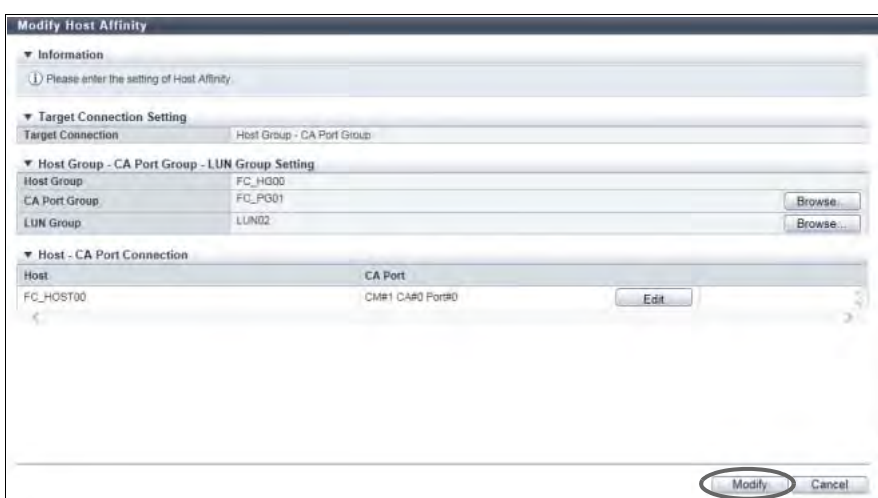 Modify Host Affinity
▼ Information
Please enter the setting of Host Affinity.
▼ Target Connection Setting
Target Connection Host Group - CA Port Group
▼ Host Group - CA Port Group - LUN Group Setting
Host Group FC_HG00
CA Port Group FC_PG01 Browse...
LUN Group LUN02 Browse...
▼ Host - CA Port Connection
Host CA Port
FC_HOST00 CM#1 CA#0 Port#0 Edit
Modify Cancel